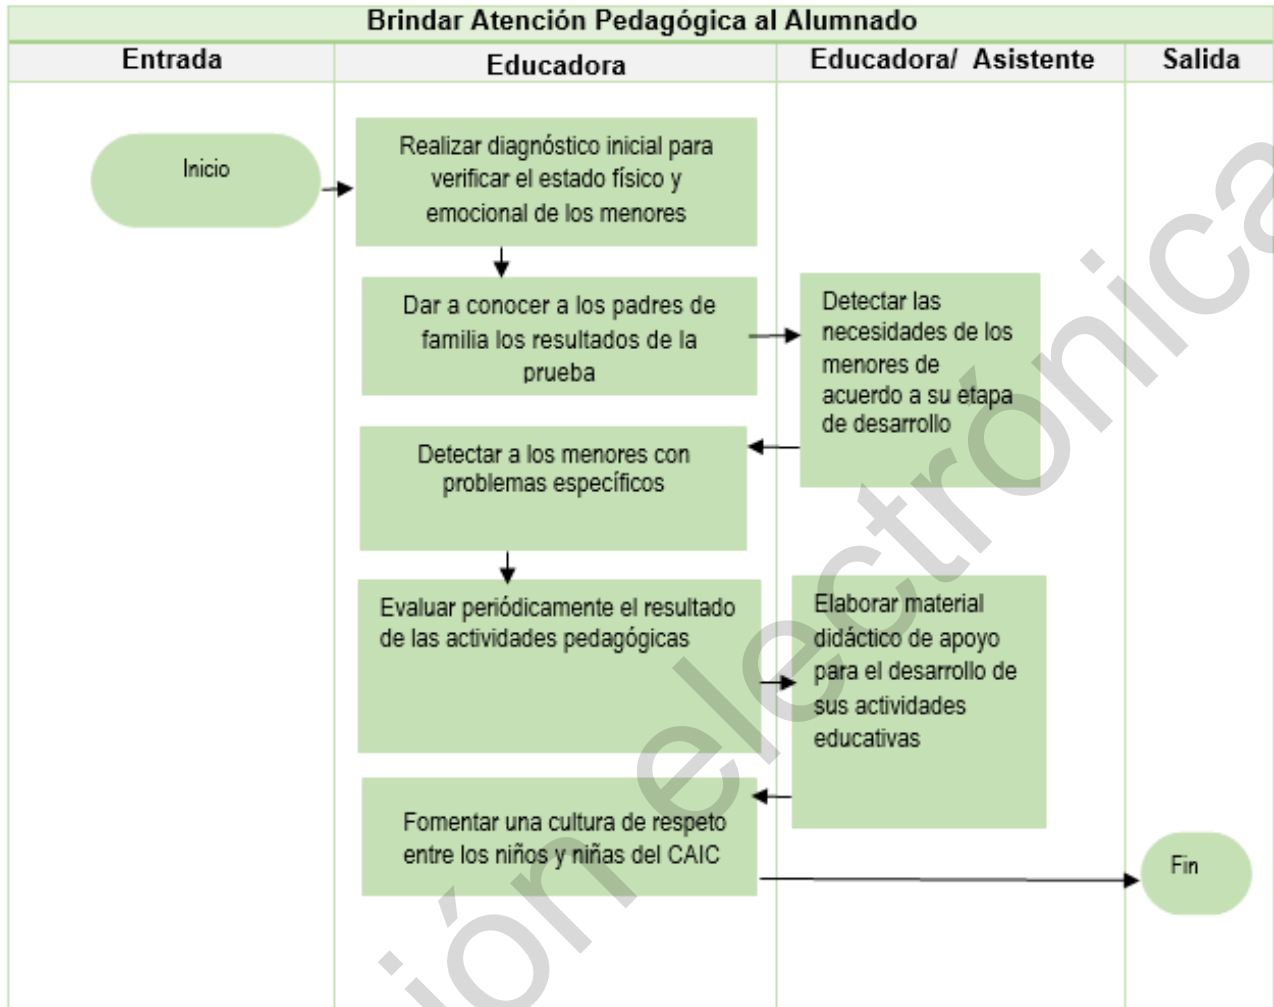 Brindar Atención Pedagógica al Alumnado
Entrada
Educadora
Educadora/ Asistente
Salida
Inicio
Realizar diagnóstico inicial para
verificar el estado físico y
emocional de los menores
Dar a conocer a los padres de
familia los resultados de la
prueba
Detectar las
necesidades de los
menores de
acuerdo a su etapa
de desarrollo
Detectar a los menores con
problemas específicos
Evaluar periódicamente el resultado
de las actividades pedagógicas
Elaborar material
didáctico de apoyo
para el desarrollo de
sus actividades
educativas
Fomentar una cultura de respeto
entre los niños y niñas del CAIC
Fin
ión electrónica